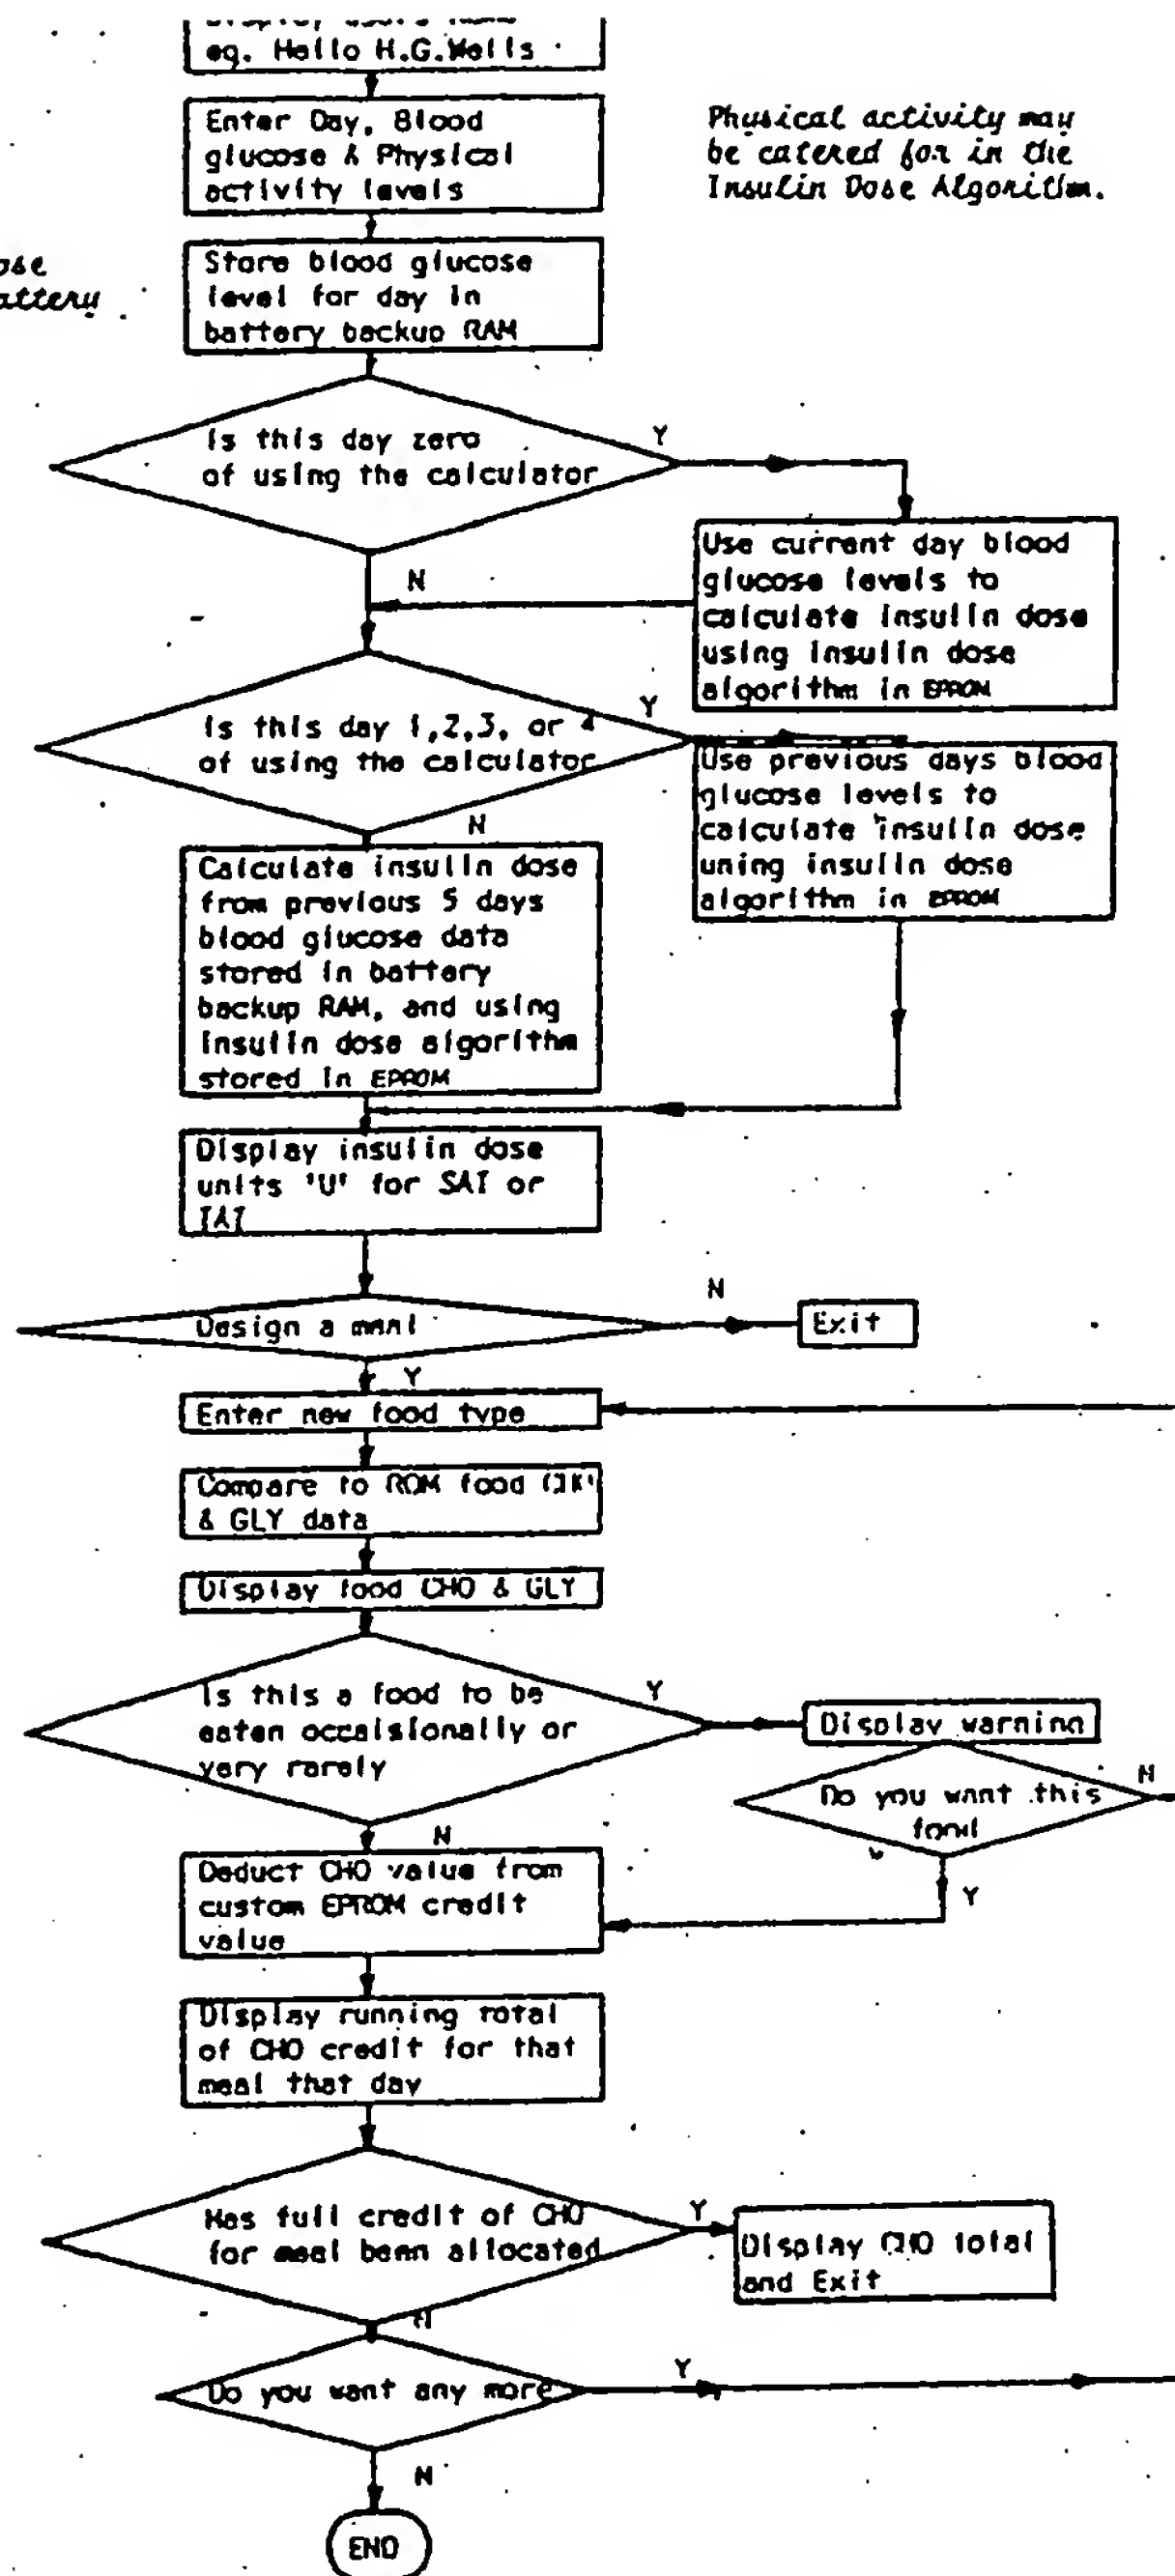 eg. Hallo H.G.Wells
Enter Day, Blood
glucose & Physical
activity levels
Physical activity may
be catered for in the
Insulin Dose Algorithm.
Store blood glucose
level for day in
battery backup RAM
Is this day zero
of using the calculator
Y
N
Use current day blood
glucose levels to
calculate insulin dose
using insulin dose
algorithm in EPROM
Is this day 1,2,3, or 4
of using the calculator
Y
N
Use previous days blood
glucose levels to
calculate insulin dose
uning insulin dose
algorithm in EPROM
Calculate insulin dose
from previous 5 days
blood glucose data
stored in battery
backup RAM, and using
insulin dose algorithm
stored in EPROM
Display insulin dose
units 'U' for SAI or
IAI
Design a meal
N
Exit
Y
Enter new food type
Compare to ROM food
& GLY data
Display food CHO & GLY
Is this a food to be
eaten occaisionally or
very rarely
Y
Display warning
Do you want this
food
N
Y
N
Deduct CHO value from
custom EPROM credit
value
Display running total
of CHO credit for that
meal that day
Has full credit of CHO
for meal been allocated
Y
Display CHO total
and Exit
N
Do you want any more
Y
N
END